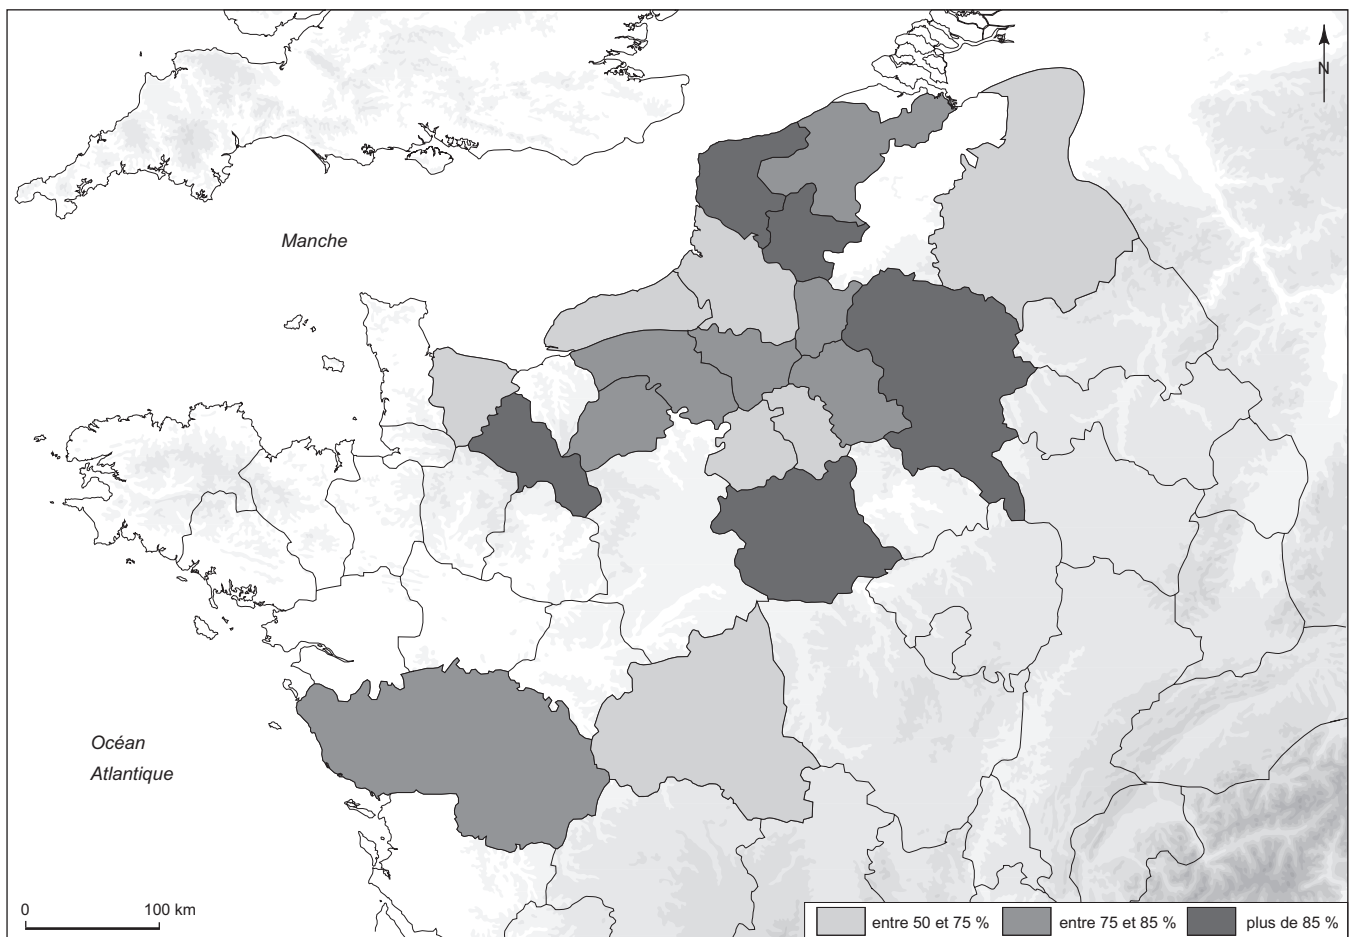 N
Manche
Océan
Atlantique
0 100 km
entre 50 et 75 % entre 75 et 85 % plus de 85 %